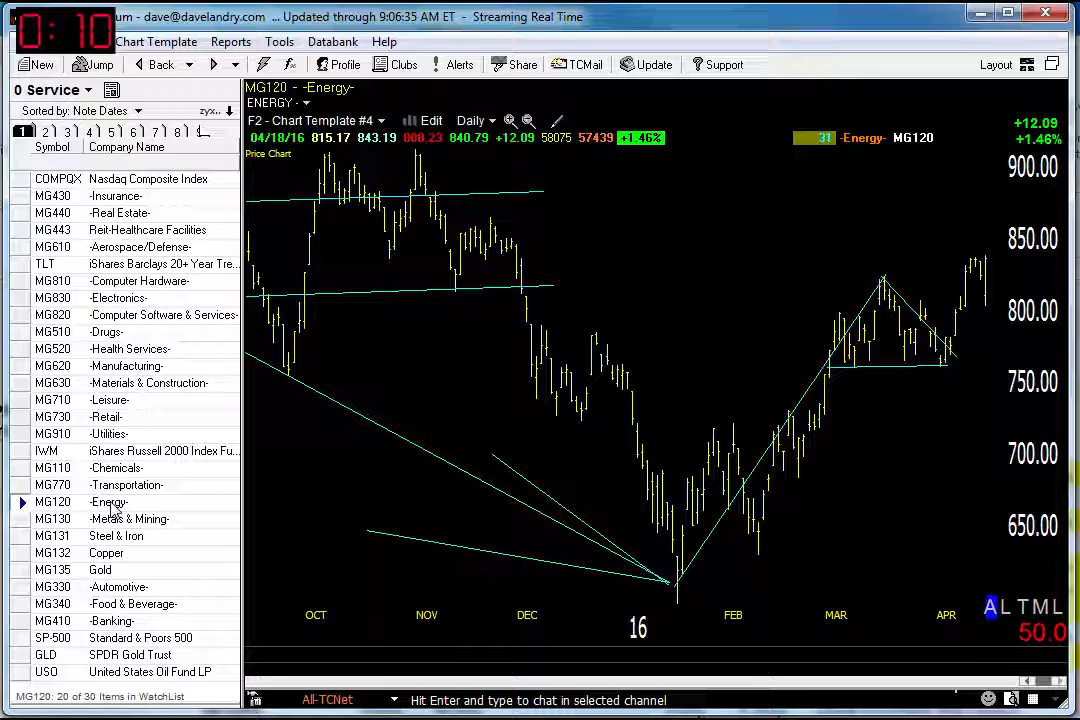 0:10
um - dave@davelandry.com ... Updated through 9:06:35 AM ET - Streaming Real Time
Chart Template Reports Tools Databank Help
New Jump Back Profile Clubs Alerts Share TCMail Update Support Layout
0 Service
Sorted by: Note Dates zyx..
1 2 3 4 5 6 7 8
Symbol Company Name
COMPQX Nasdaq Composite Index
MG430 -Insurance-
MG440 -Real Estate-
MG443 Reit-Healthcare Facilities
MG610 -Aerospace/Defense-
TLT iShares Barclays 20+ Year Tre...
MG810 -Computer Hardware-
MG830 -Electronics-
MG820 -Computer Software & Services-
MG510 -Drugs-
MG520 -Health Services-
MG620 -Manufacturing-
MG630 -Materials & Construction-
MG710 -Leisure-
MG730 -Retail-
MG910 -Utilities-
IWM iShares Russell 2000 Index Fu...
MG110 -Chemicals-
MG770 -Transportation-
MG120 -Energy-
MG130 -Metals & Mining-
MG131 Steel & Iron
MG132 Copper
MG135 Gold
MG330 -Automotive-
MG340 -Food & Beverage-
MG410 -Banking-
SP-500 Standard & Poors 500
GLD SPDR Gold Trust
USO United States Oil Fund LP
MG120: 20 of 30 Items in WatchList
MG120 - -Energy-
ENERGY -
F2 - Chart Template #4 Edit Daily
04/18/16 815.17 843.19 808.23 840.79 +12.09 58075 57439 +1.46%
31 -Energy- MG120
+12.09
+1.46%
Price Chart
900.00
850.00
800.00
750.00
700.00
650.00
OCT NOV DEC 16 FEB MAR APR
A L T M L
50.0
All-TCNet Hit Enter and type to chat in selected channel